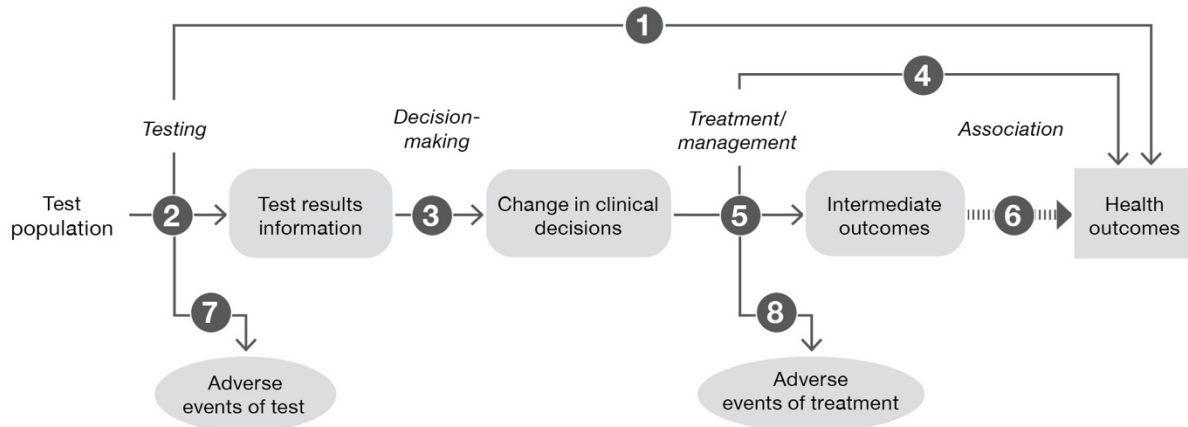 1
4
Testing
Decision-
making
Treatment/
management
Association
Test
population
2
Test results
information
3
Change in clinical
decisions
5
Intermediate
outcomes
6
Health
outcomes
7
8
Adverse
events of test
Adverse
events of treatment